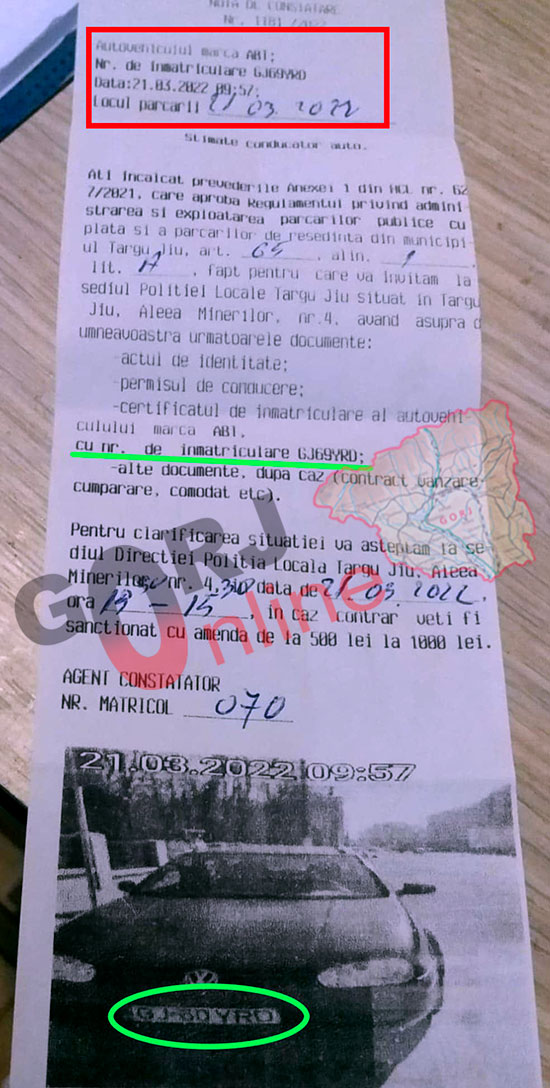 NOTA DE CONSTATARE
Nr. 1181 /2022
Autovehiculul marca AB1;
Nr. de inmatriculare GJ69YRD
Data:21.03.2022 09:57;
Locul parcarii 21 03. 2022
Stimate conducator auto.
Ati incalcat prevederile Anexei 1 din HCL nr. 62
7/2021, care aproba Regulamentul privind admini
strarea si exploatarea parcarilor publice cu
plata si a parcarilor de resedinta din municipi
ul Targu Jiu, art. 65, alin. 1,
lit. A, fapt pentru care va invitam la
sediul Politiei Locale Targu Jiu situat in Targu
Jiu, Aleea Minerilor, nr.4, avand asupra d
umneavoastra urmatoarele documente:
-actul de identitate;
-permisul de conducere;
-certificatul de inmatriculare al autovehi
culului marca AB1,
cu nr. de inmatriculare GJ69YRD;
-alte documente, dupa caz (contract vanzare
cumparare, comodat etc).
GORJ
Pentru clarificarea situatiei va asteptam la se
diul Directiei Politia Locala Targu Jiu, Aleea
Minerilor, nr. 4, data de 21.03.2022,
ora - 15, in caz contrar veti fi
sanctionat cu amenda de la 500 lei la 1000 lei.
GORJ
Online
AGENT CONSTATATOR
NR. MATRICOL 070
21.03.2022 09:57